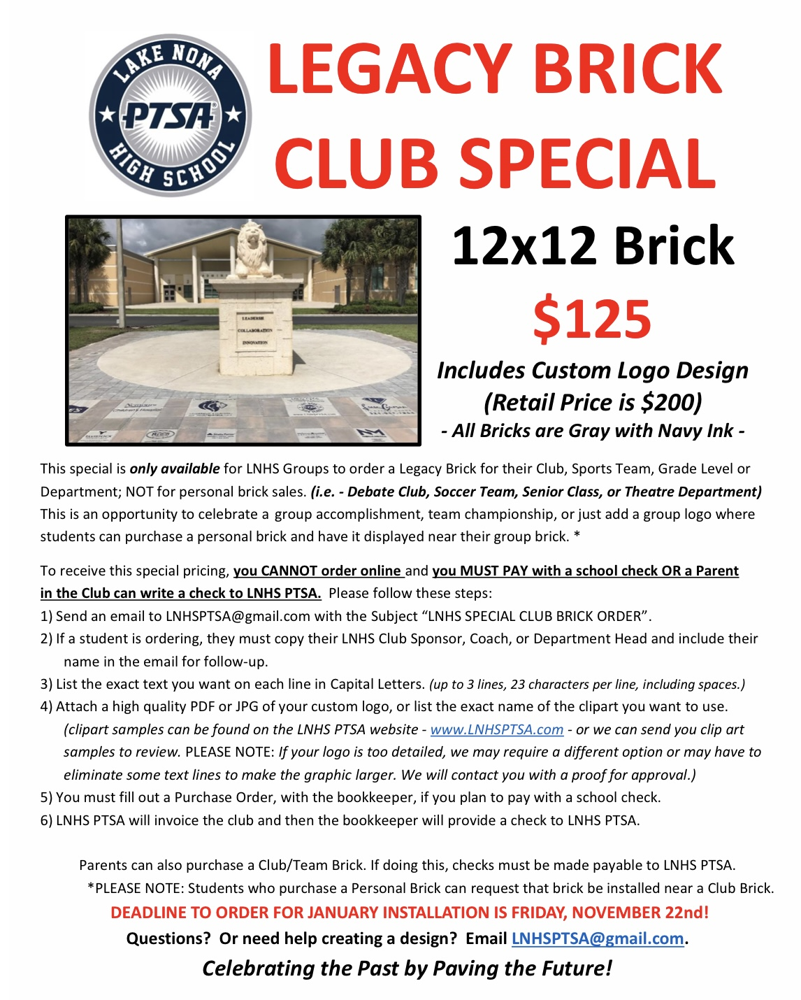 LAKE NONA
PTSA®
HIGH SCHOOL
LEGACY BRICK
CLUB SPECIAL
12x12 Brick
$125
Includes Custom Logo Design
(Retail Price is $200)
- All Bricks are Gray with Navy Ink -
COLLABORATION
INNOVATION
NM
This special is only available for LNHS Groups to order a Legacy Brick for their Club, Sports Team, Grade Level or
Department; NOT for personal brick sales. (i.e. - Debate Club, Soccer Team, Senior Class, or Theatre Department)
This is an opportunity to celebrate a group accomplishment, team championship, or just add a group logo where
students can purchase a personal brick and have it displayed near their group brick. *
To receive this special pricing, you CANNOT order online and you MUST PAY with a school check OR a Parent
in the Club can write a check to LNHS PTSA. Please follow these steps:
1) Send an email to LNHSPTSA@gmail.com with the Subject “LNHS SPECIAL CLUB BRICK ORDER”.
2) If a student is ordering, they must copy their LNHS Club Sponsor, Coach, or Department Head and include their
name in the email for follow-up.
3) List the exact text you want on each line in Capital Letters. (up to 3 lines, 23 characters per line, including spaces.)
4) Attach a high quality PDF or JPG of your custom logo, or list the exact name of the clipart you want to use.
(clipart samples can be found on the LNHS PTSA website - www.LNHSPTSA.com - or we can send you clip art
samples to review. PLEASE NOTE: If your logo is too detailed, we may require a different option or may have to
eliminate some text lines to make the graphic larger. We will contact you with a proof for approval.)
5) You must fill out a Purchase Order, with the bookkeeper, if you plan to pay with a school check.
6) LNHS PTSA will invoice the club and then the bookkeeper will provide a check to LNHS PTSA.
Parents can also purchase a Club/Team Brick. If doing this, checks must be made payable to LNHS PTSA.
*PLEASE NOTE: Students who purchase a Personal Brick can request that brick be installed near a Club Brick.
DEADLINE TO ORDER FOR JANUARY INSTALLATION IS FRIDAY, NOVEMBER 22nd!
Questions? Or need help creating a design? Email LNHSPTSA@gmail.com.
Celebrating the Past by Paving the Future!